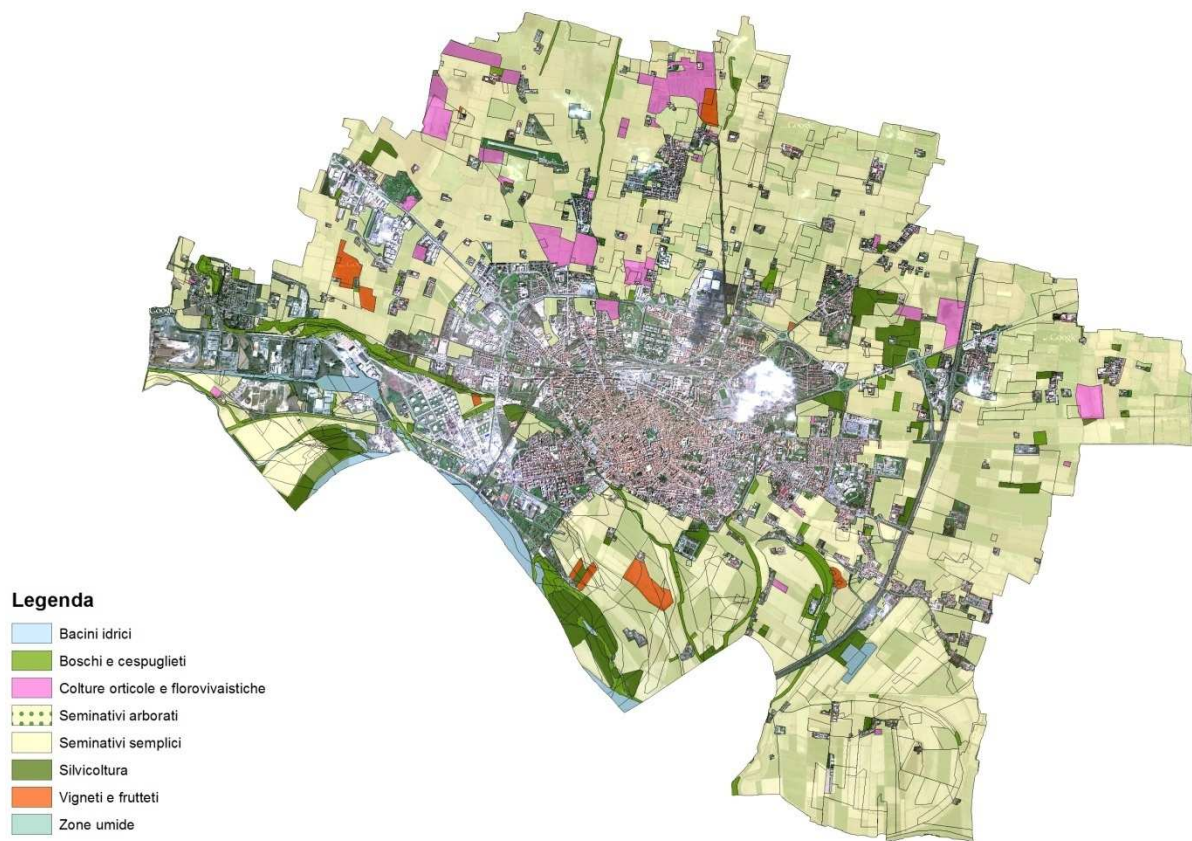 Legenda
Bacini idrici
Boschi e cespuglieti
Colture orticole e florovivaistiche
Seminativi arborati
Seminativi semplici
Silvicoltura
Vigneti e frutteti
Zone umide